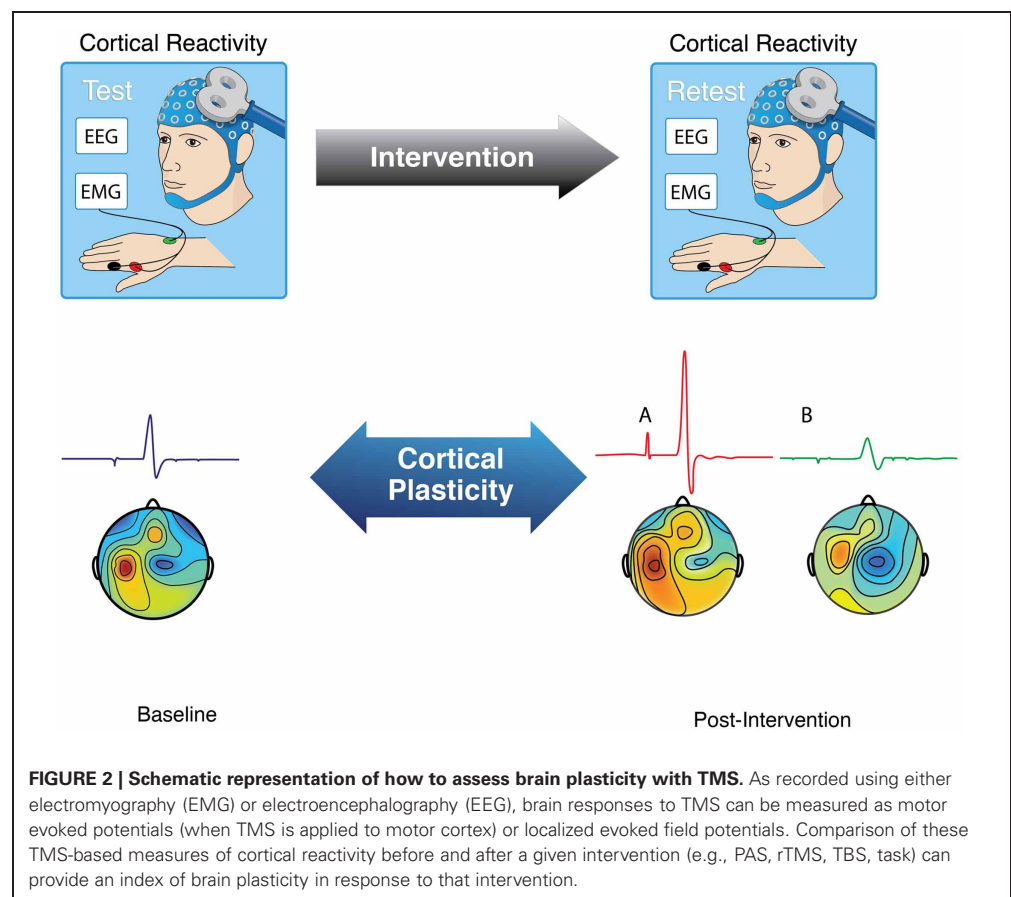 Cortical Reactivity
Cortical Reactivity
Test
EEG
EMG
Intervention
Retest
EEG
EMG
A
B
Cortical
Plasticity
Baseline
Post-Intervention
FIGURE 2 | Schematic representation of how to assess brain plasticity with TMS. As recorded using either
electromyography (EMG) or electroencephalography (EEG), brain responses to TMS can be measured as motor
evoked potentials (when TMS is applied to motor cortex) or localized evoked field potentials. Comparison of these
TMS-based measures of cortical reactivity before and after a given intervention (e.g., PAS, rTMS, TBS, task) can
provide an index of brain plasticity in response to that intervention.